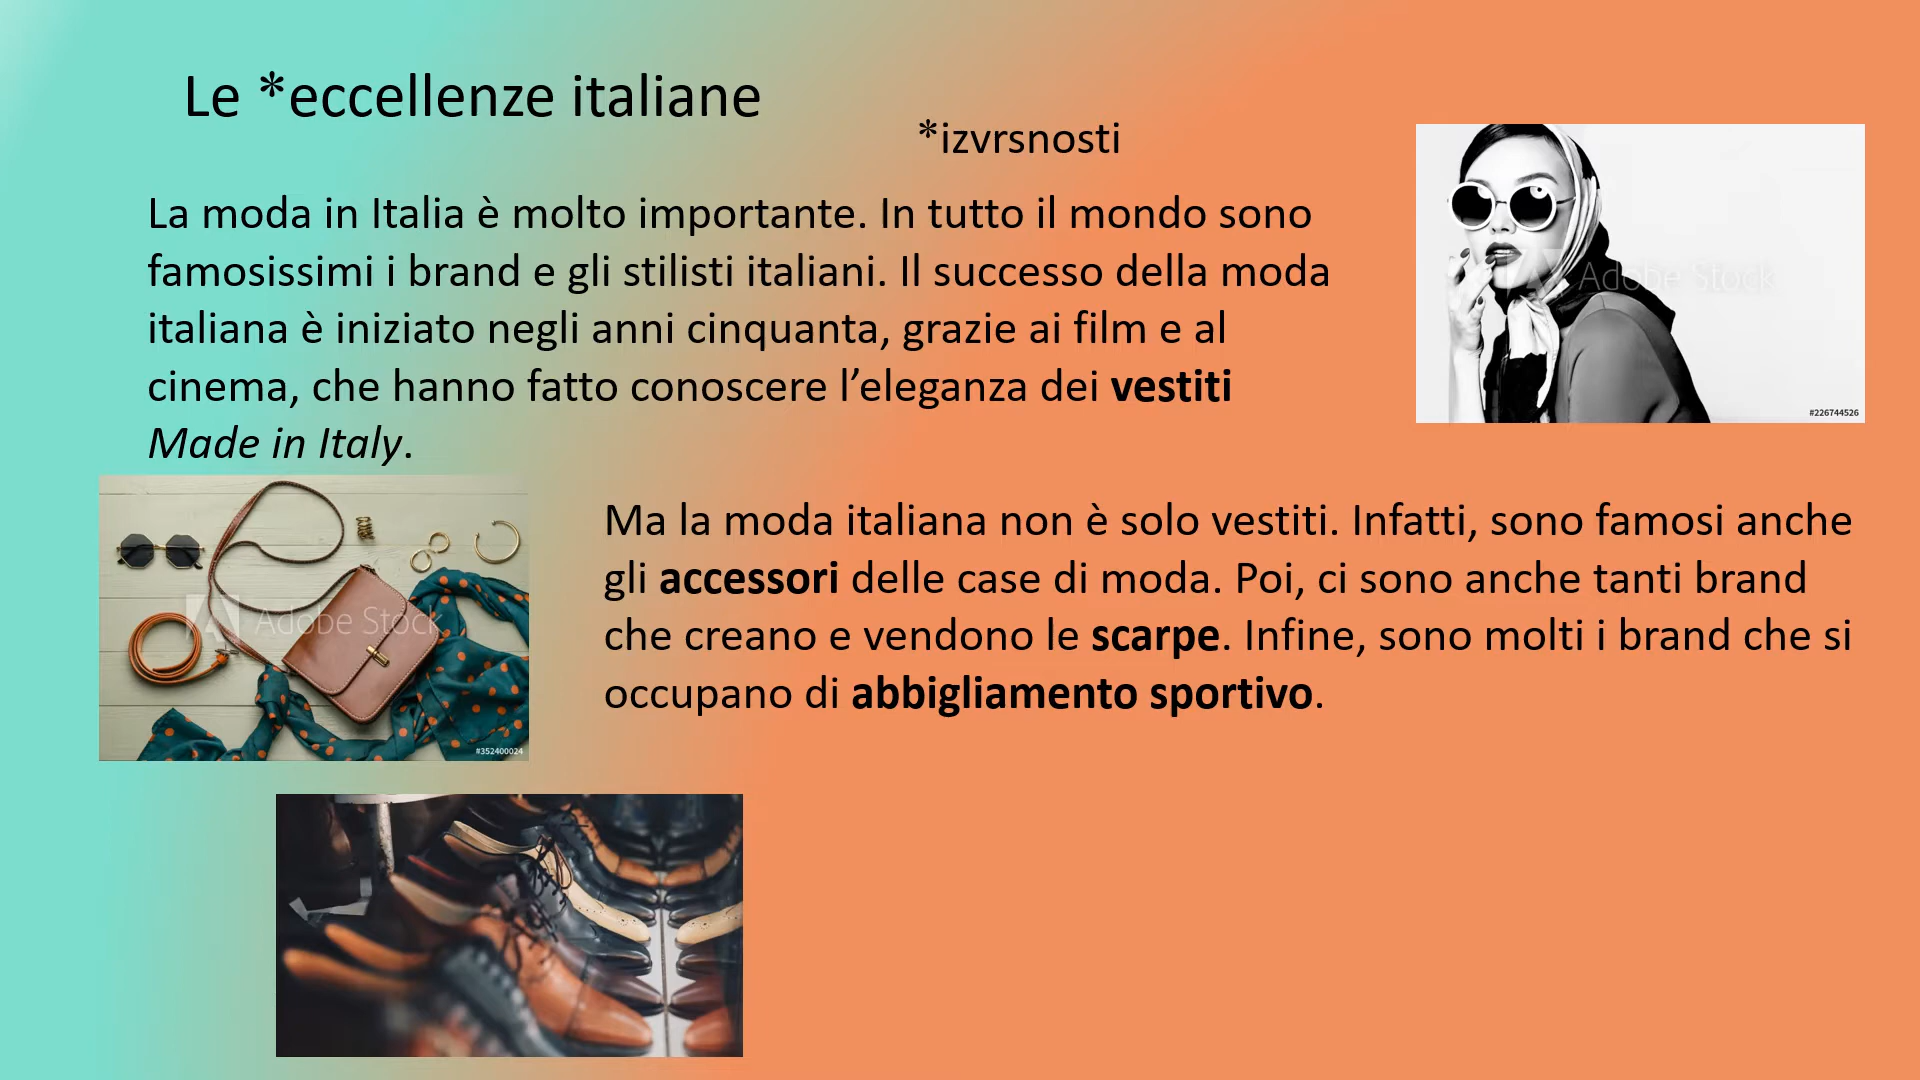 Le *eccellenze italiane
*izvrsnosti
La moda in Italia è molto importante. In tutto il mondo sono
famosissimi i brand e gli stilisti italiani. Il successo della moda
italiana è iniziato negli anni cinquanta, grazie ai film e al
cinema, che hanno fatto conoscere l’eleganza dei vestiti
Made in Italy.
Adobe Stock
#226744526
Ma la moda italiana non è solo vestiti. Infatti, sono famosi anche
gli accessori delle case di moda. Poi, ci sono anche tanti brand
che creano e vendono le scarpe. Infine, sono molti i brand che si
occupano di abbigliamento sportivo.
Adobe Stock
#352400024